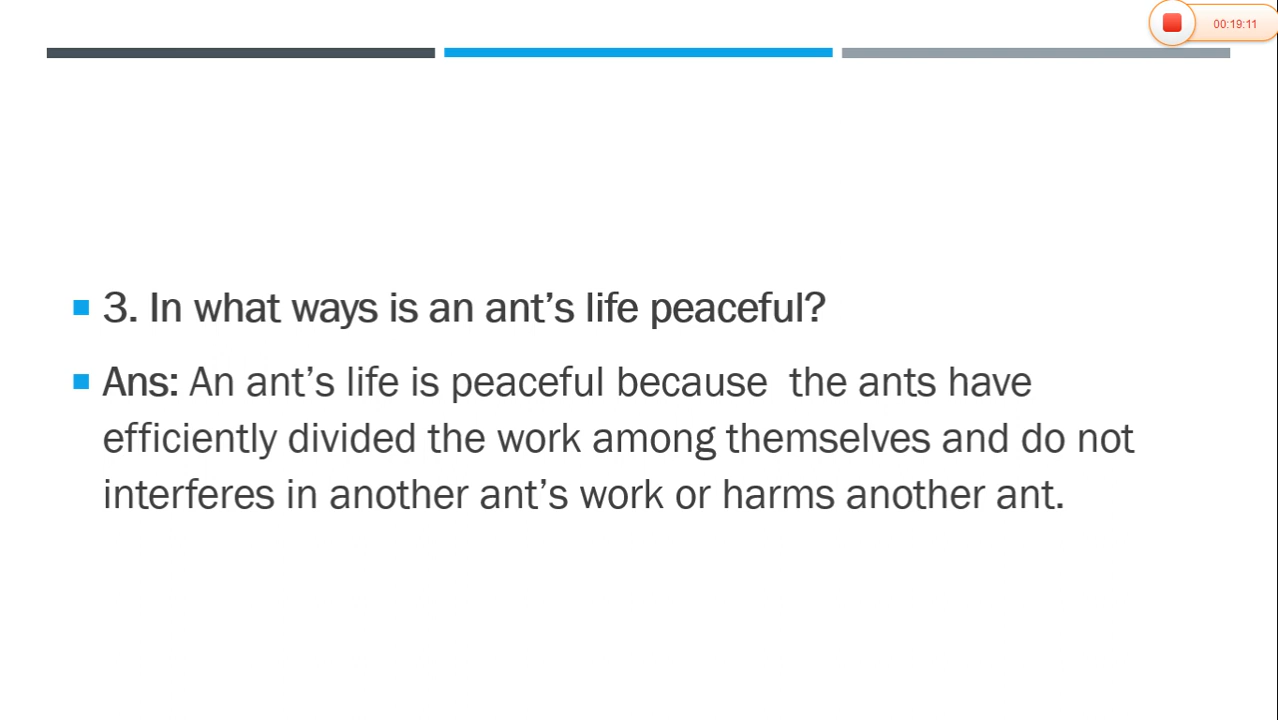 00:19:11
3. In what ways is an ant’s life peaceful?
Ans: An ant’s life is peaceful because  the ants have
efficiently divided the work among themselves and do not
interferes in another ant’s work or harms another ant.